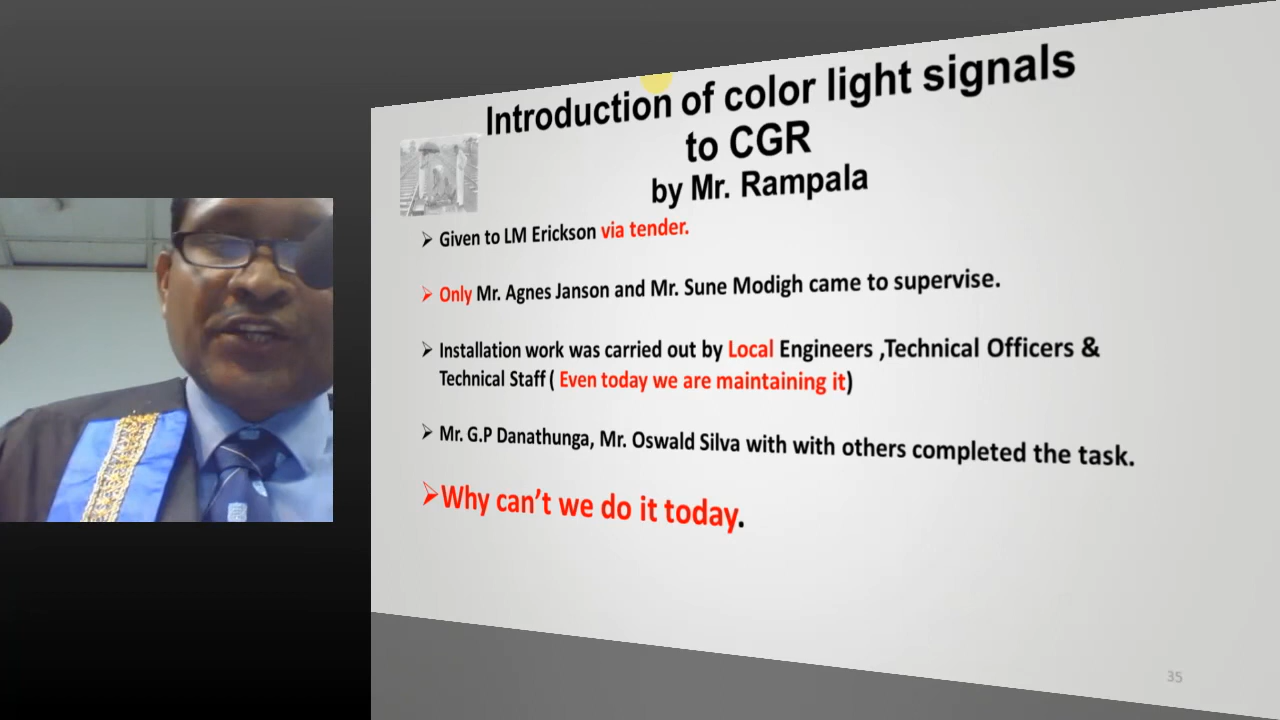 Introduction of color light signals
to CGR
by Mr. Rampala
➢ Given to LM Erickson via tender.
➢ Only Mr. Agnes Janson and Mr. Sune Modigh came to supervise.
➢ Installation work was carried out by Local Engineers ,Technical Officers &
Technical Staff ( Even today we are maintaining it)
➢ Mr. G.P Danathunga, Mr. Oswald Silva with with others completed the task.
➢Why can’t we do it today.
35